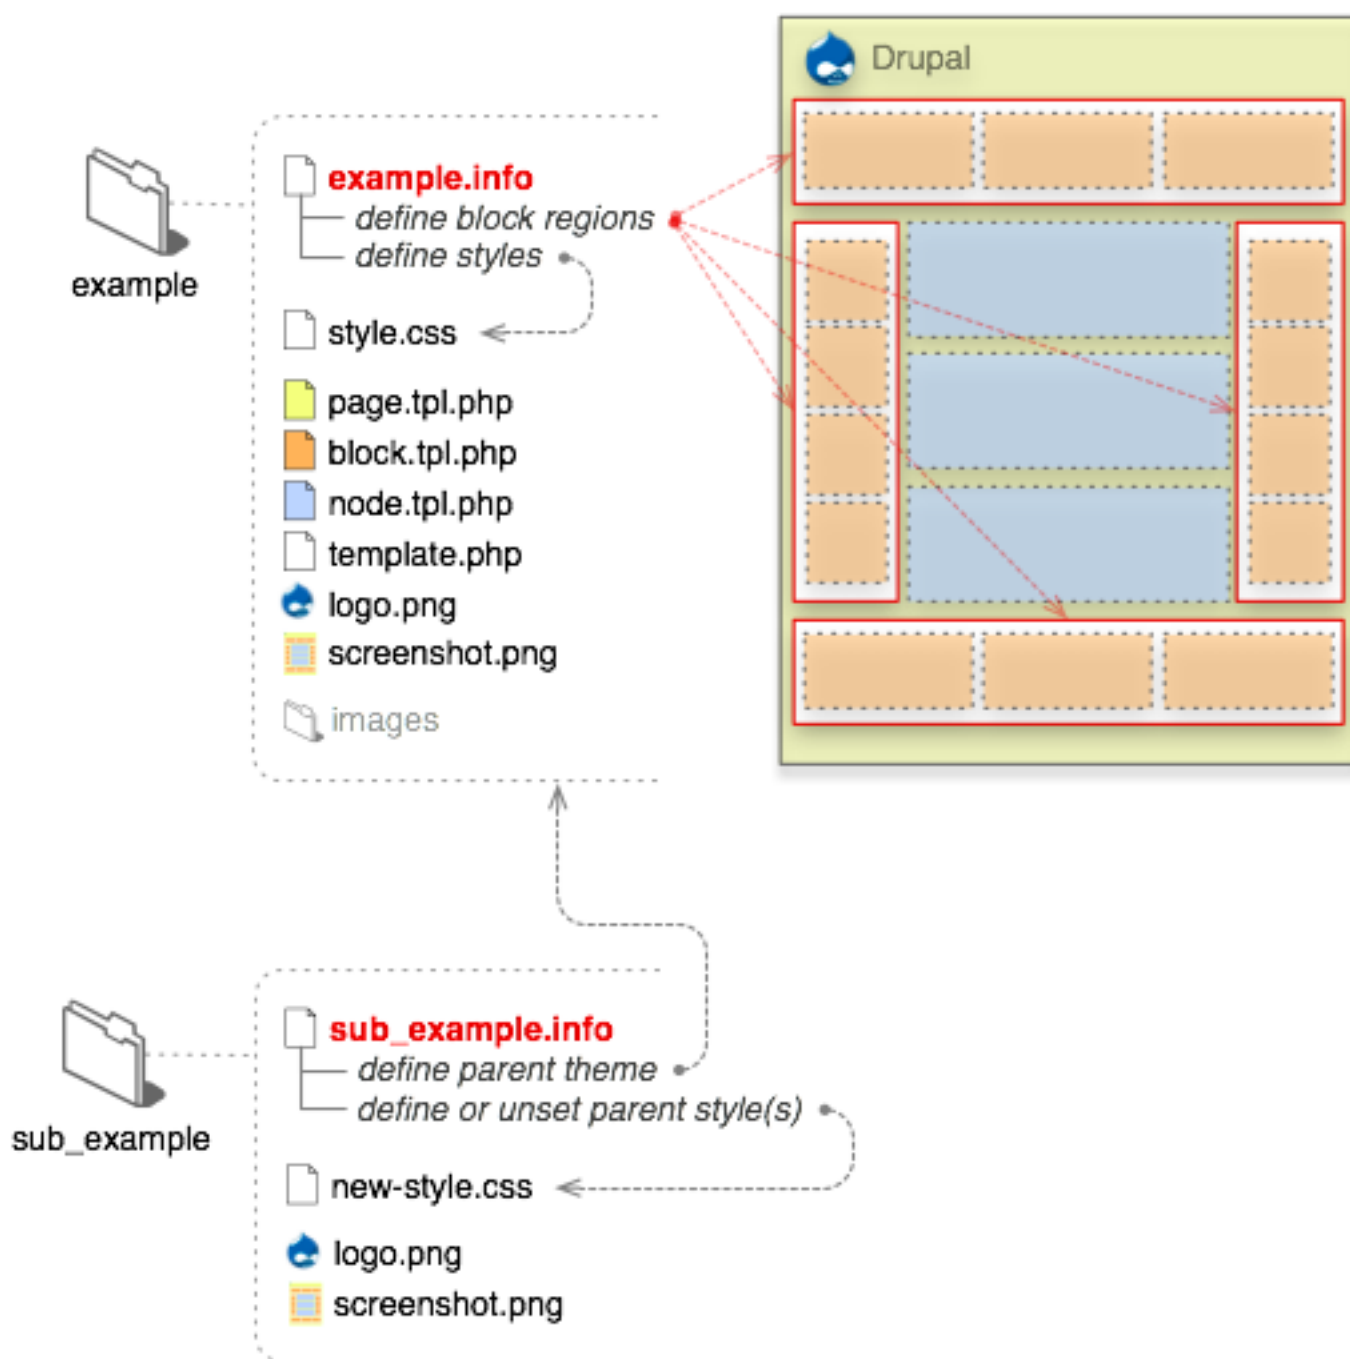 Drupal
example
example.info
define block regions
define styles
style.css
page.tpl.php
block.tpl.php
node.tpl.php
template.php
logo.png
screenshot.png
images
sub_example
sub_example.info
define parent theme
define or unset parent style(s)
new-style.css
logo.png
screenshot.png